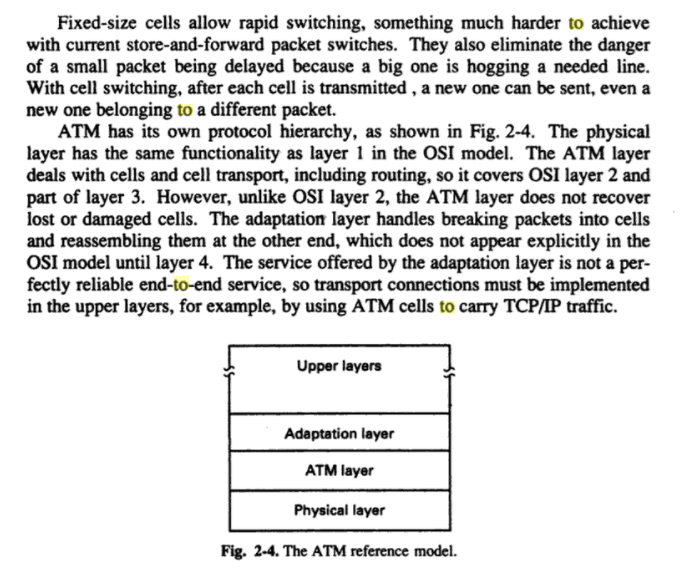 Fixed-size cells allow rapid switching, something much harder to achieve
with current store-and-forward packet switches. They also eliminate the danger
of a small packet being delayed because a big one is hogging a needed line.
With cell switching, after each cell is transmitted , a new one can be sent, even a
new one belonging to a different packet.
ATM has its own protocol hierarchy, as shown in Fig. 2-4. The physical
layer has the same functionality as layer 1 in the OSI model. The ATM layer
deals with cells and cell transport, including routing, so it covers OSI layer 2 and
part of layer 3. However, unlike OSI layer 2, the ATM layer does not recover
lost or damaged cells. The adaptation layer handles breaking packets into cells
and reassembling them at the other end, which does not appear explicitly in the
OSI model until layer 4. The service offered by the adaptation layer is not a per-
fectly reliable end-to-end service, so transport connections must be implemented
in the upper layers, for example, by using ATM cells to carry TCP/IP traffic.
Upper layers
Adaptation layer
ATM layer
Physical layer
Fig. 2-4. The ATM reference model.